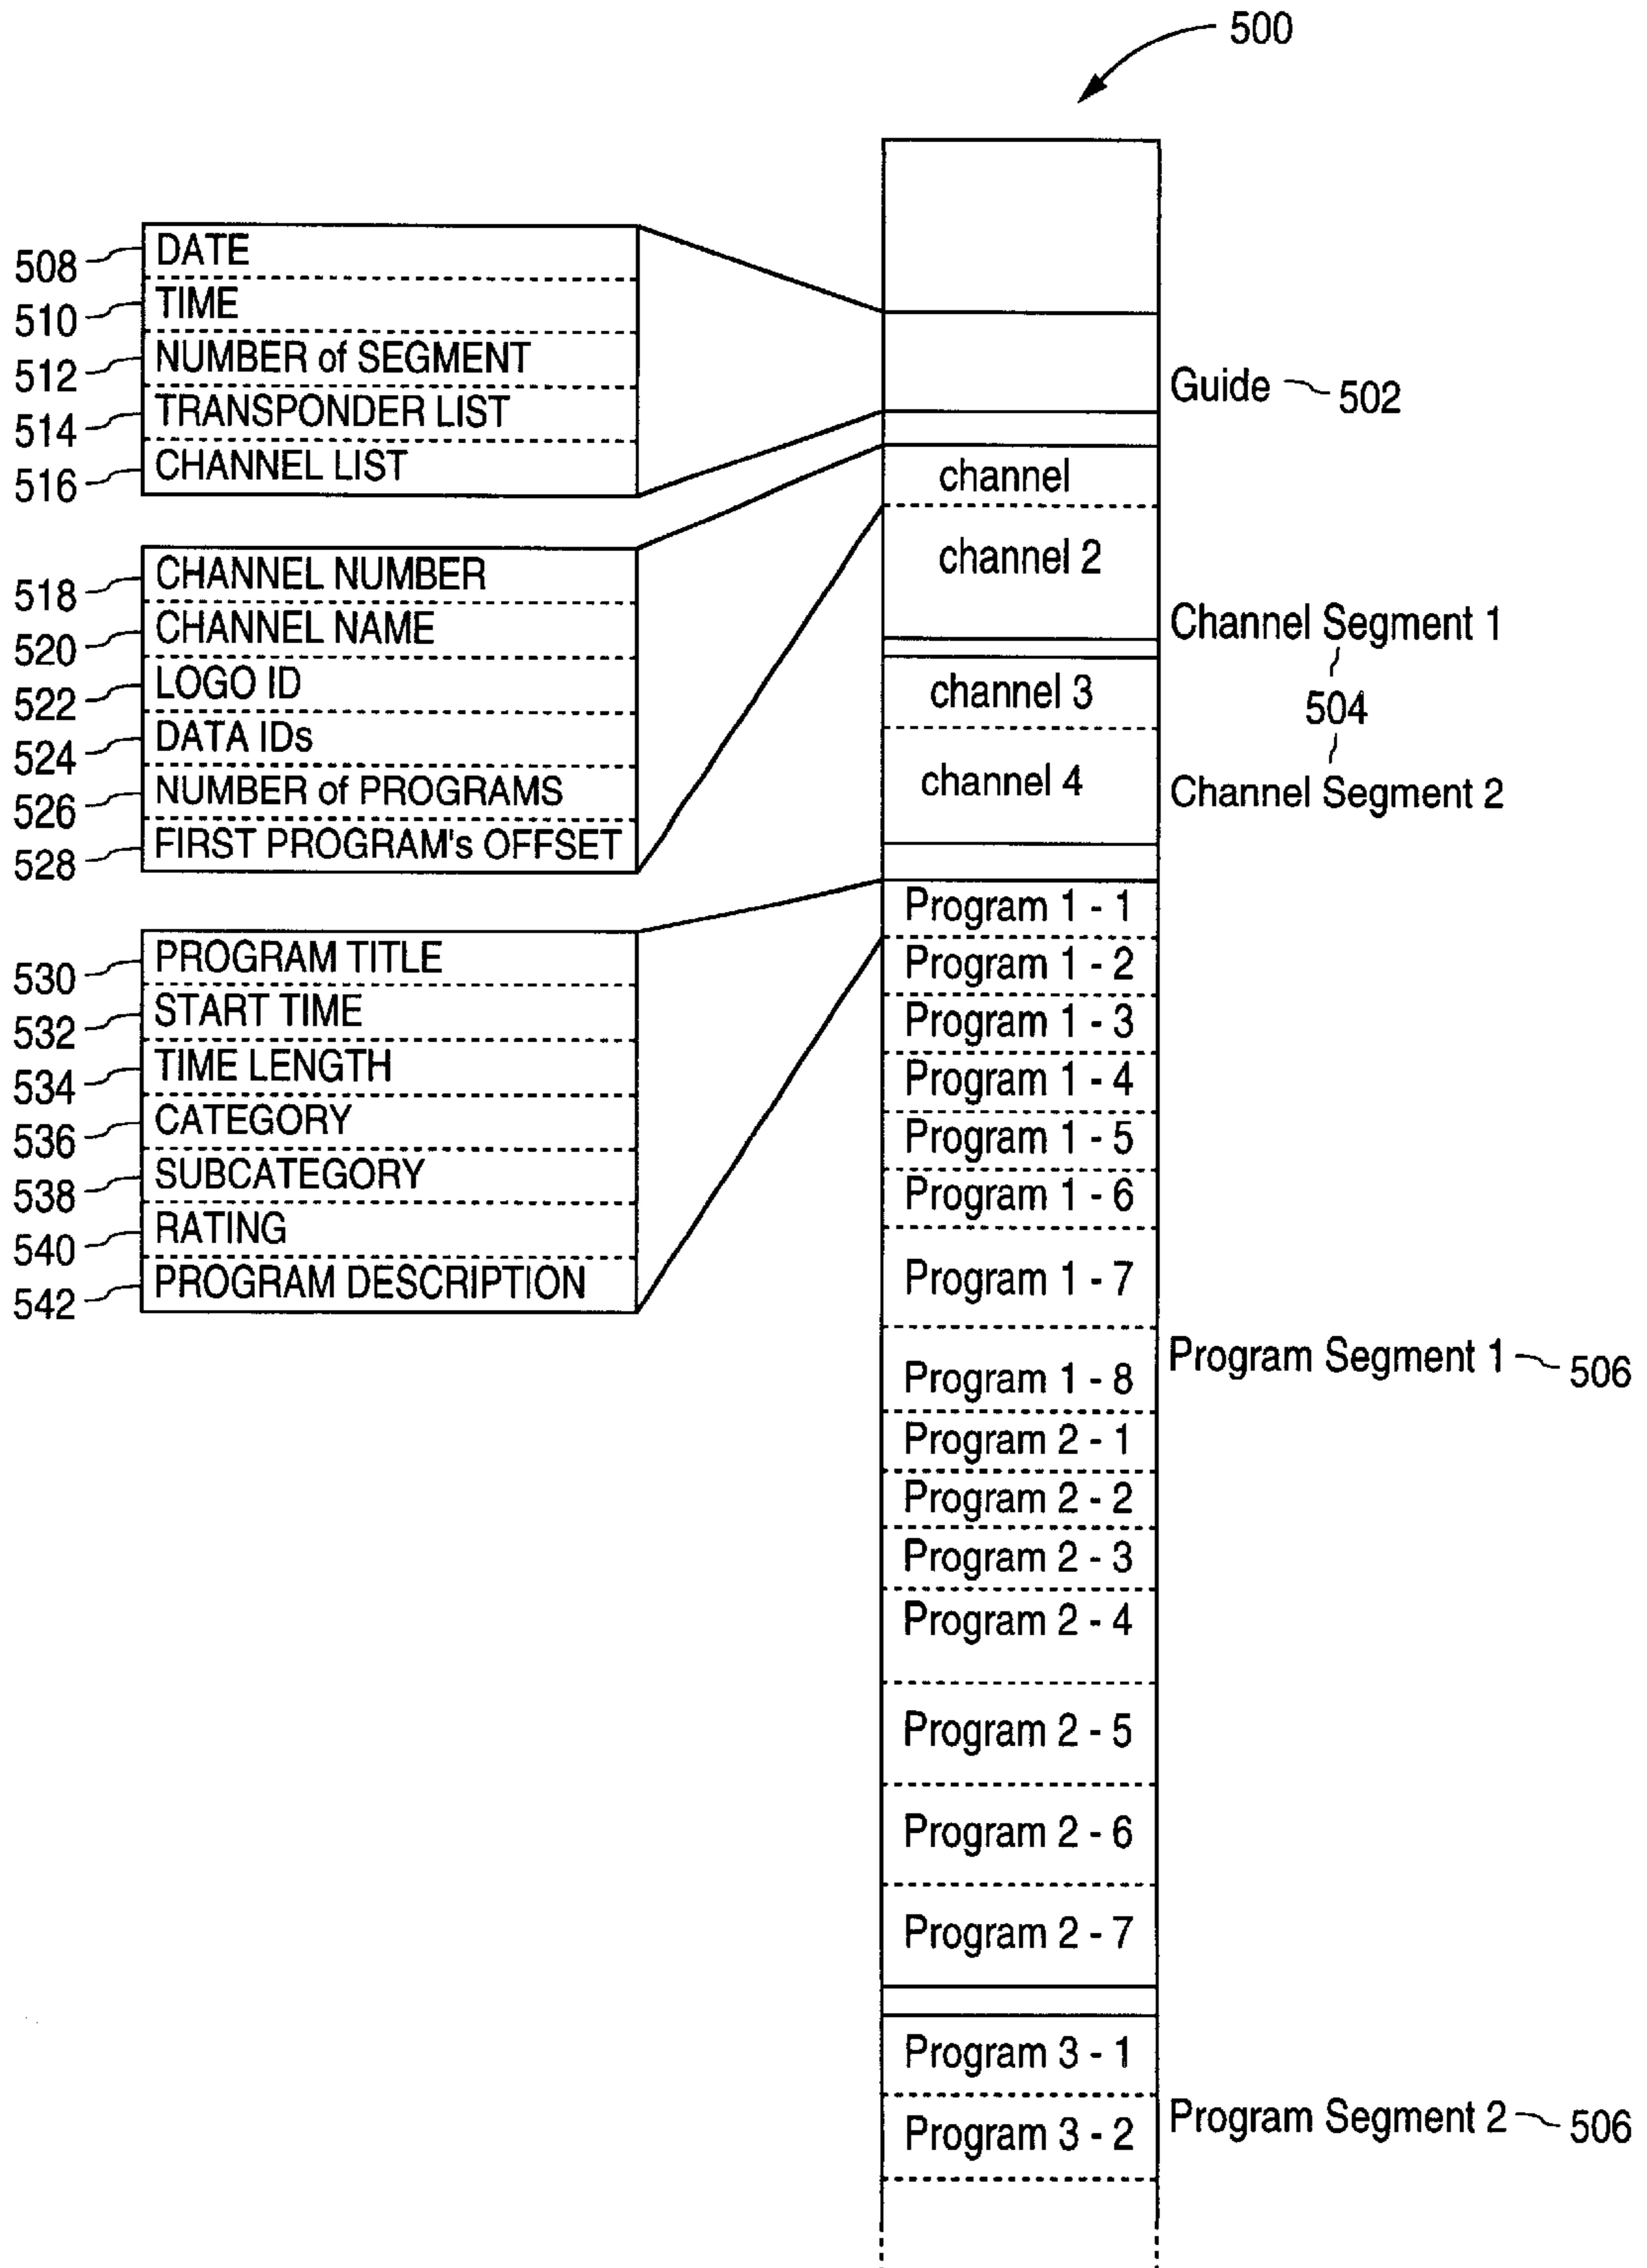 500
508 DATE
510 TIME
512 NUMBER of SEGMENT
514 TRANSPONDER LIST
516 CHANNEL LIST
Guide 502
518 CHANNEL NUMBER
520 CHANNEL NAME
522 LOGO ID
524 DATA IDs
526 NUMBER of PROGRAMS
528 FIRST PROGRAM's OFFSET
channel
channel 2
Channel Segment 1
504
channel 3
channel 4
Channel Segment 2
530 PROGRAM TITLE
532 START TIME
534 TIME LENGTH
536 CATEGORY
538 SUBCATEGORY
540 RATING
542 PROGRAM DESCRIPTION
Program 1 - 1
Program 1 - 2
Program 1 - 3
Program 1 - 4
Program 1 - 5
Program 1 - 6
Program 1 - 7
Program Segment 1 506
Program 1 - 8
Program 2 - 1
Program 2 - 2
Program 2 - 3
Program 2 - 4
Program 2 - 5
Program 2 - 6
Program 2 - 7
Program 3 - 1
Program Segment 2 506
Program 3 - 2